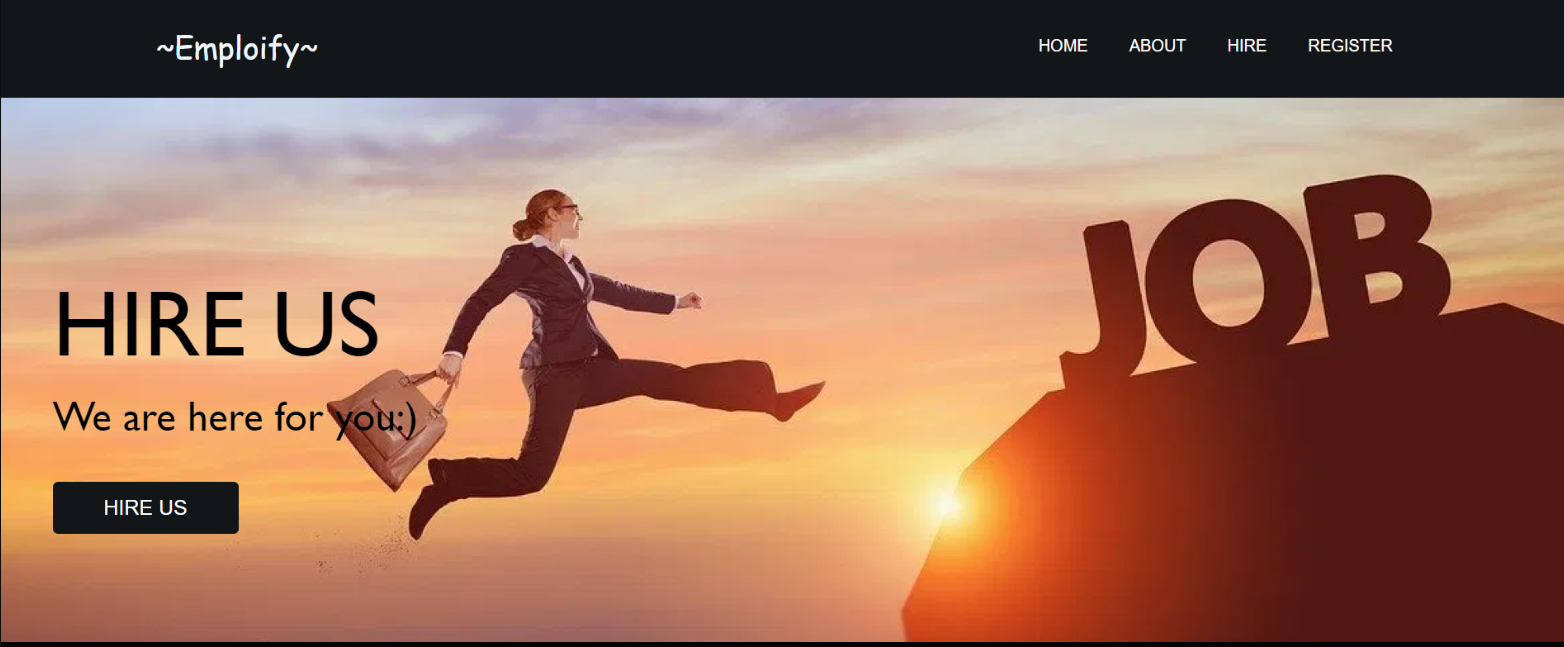 ~Emploify~
HOME ABOUT HIRE REGISTER
JOB
HIRE US
We are here for you:)
HIRE US